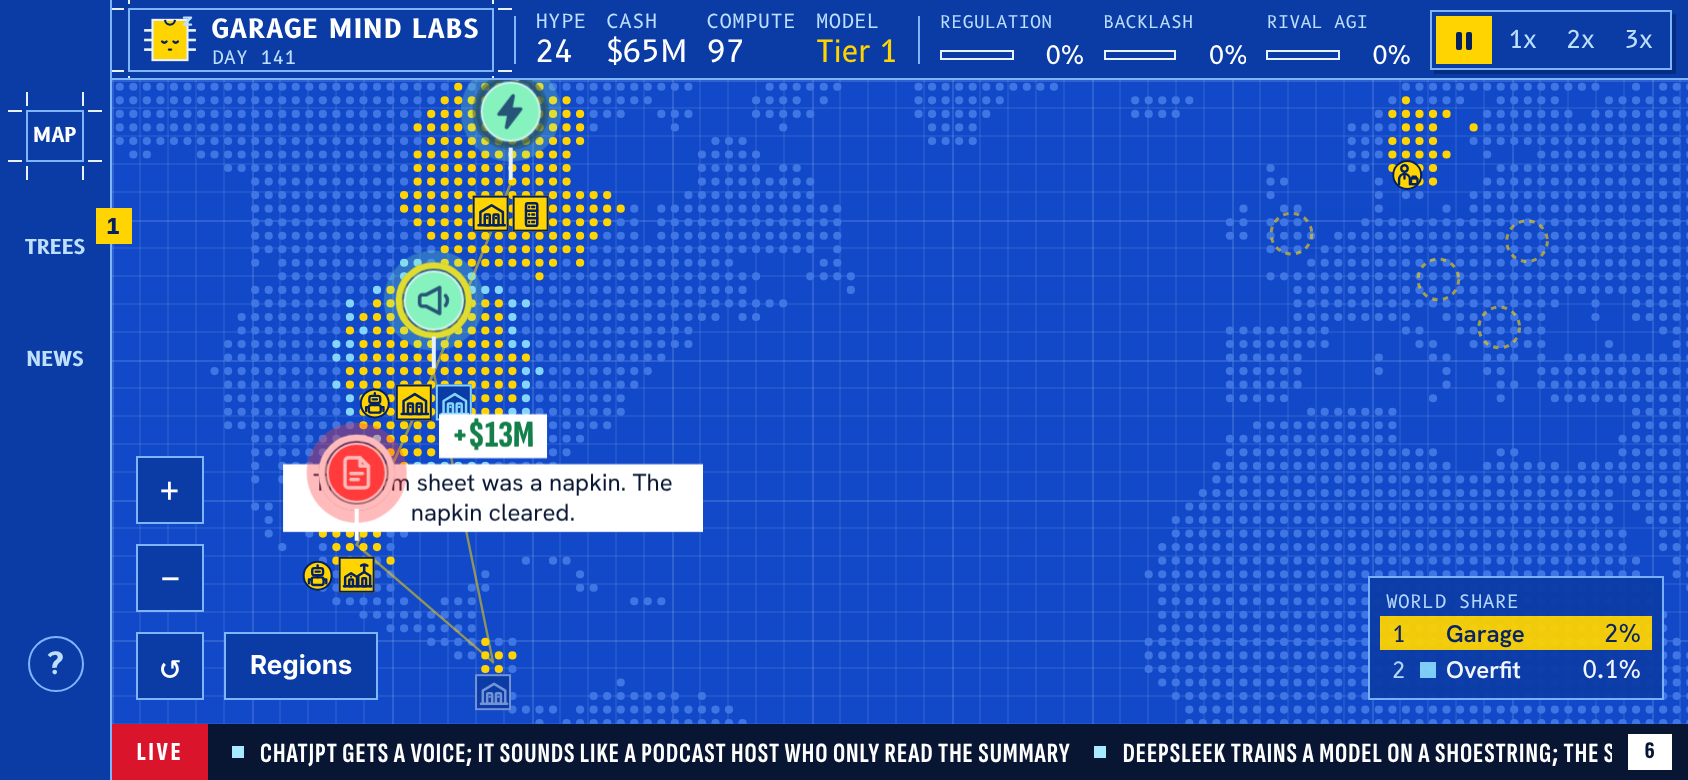 GARAGE MIND LABS
DAY 141
HYPE
24
CASH
$65M
COMPUTE
97
MODEL
Tier 1
REGULATION
0%
BACKLASH
0%
RIVAL AGI
0%
1x
2x
3x
MAP
1
TREES
NEWS
+$13M
sheet was a napkin. The
napkin cleared.
+
−
?
↺
Regions
WORLD SHARE
1 Garage 2%
2 Overfit 0.1%
LIVE
CHATJPT GETS A VOICE; IT SOUNDS LIKE A PODCAST HOST WHO ONLY READ THE SUMMARY
DEEPSLEEK TRAINS A MODEL ON A SHOESTRING; THE S
6